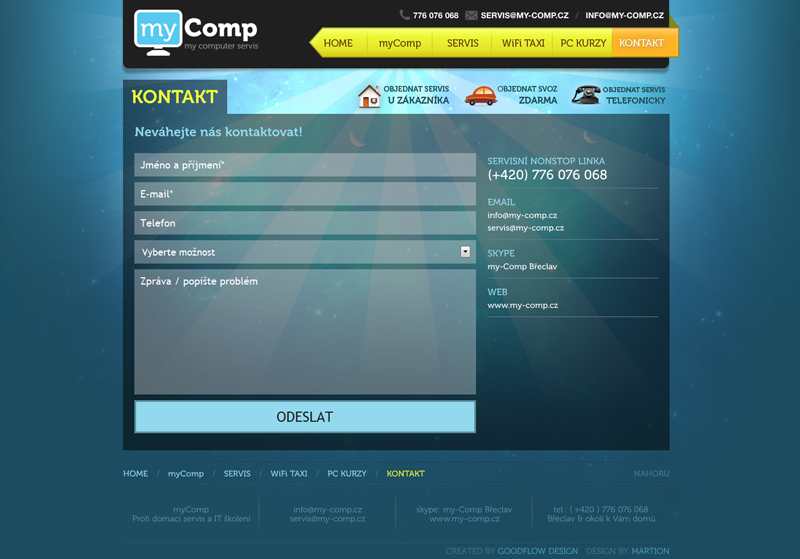 myComp
my computer servis
776 076 068 SERVIS@MY-COMP.CZ / INFO@MY-COMP.CZ
HOME myComp SERVIS WiFi TAXI PC KURZY KONTAKT
KONTAKT
OBJEDNAT SERVIS
U ZÁKAZNÍKA
OBJEDNAT SVOZ
ZDARMA
OBJEDNAT SERVIS
TELEFONICKY
Neváhejte nás kontaktovat!
Jméno a příjmení*
E-mail*
Telefon
Vyberte možnost
Zpráva / popište problém
ODESLAT
SERVISNÍ NONSTOP LINKA
(+420) 776 076 068
EMAIL
info@my-comp.cz
servis@my-comp.cz
SKYPE
my-Comp Břeclav
WEB
www.my-comp.cz
HOME / myComp / SERVIS / WiFi TAXI / PC KURZY / KONTAKT
NAHORU
myComp
Profi domací servis a IT školení
info@my-comp.cz
servis@my-comp.cz
skype: my-Comp Břeclav
www.my-comp.cz
tel.: ( +420 ) 776 076 068
Břeclav & okolí k Vám domů
CREATED BY GOODFLOW DESIGN DESIGN BY MARTION